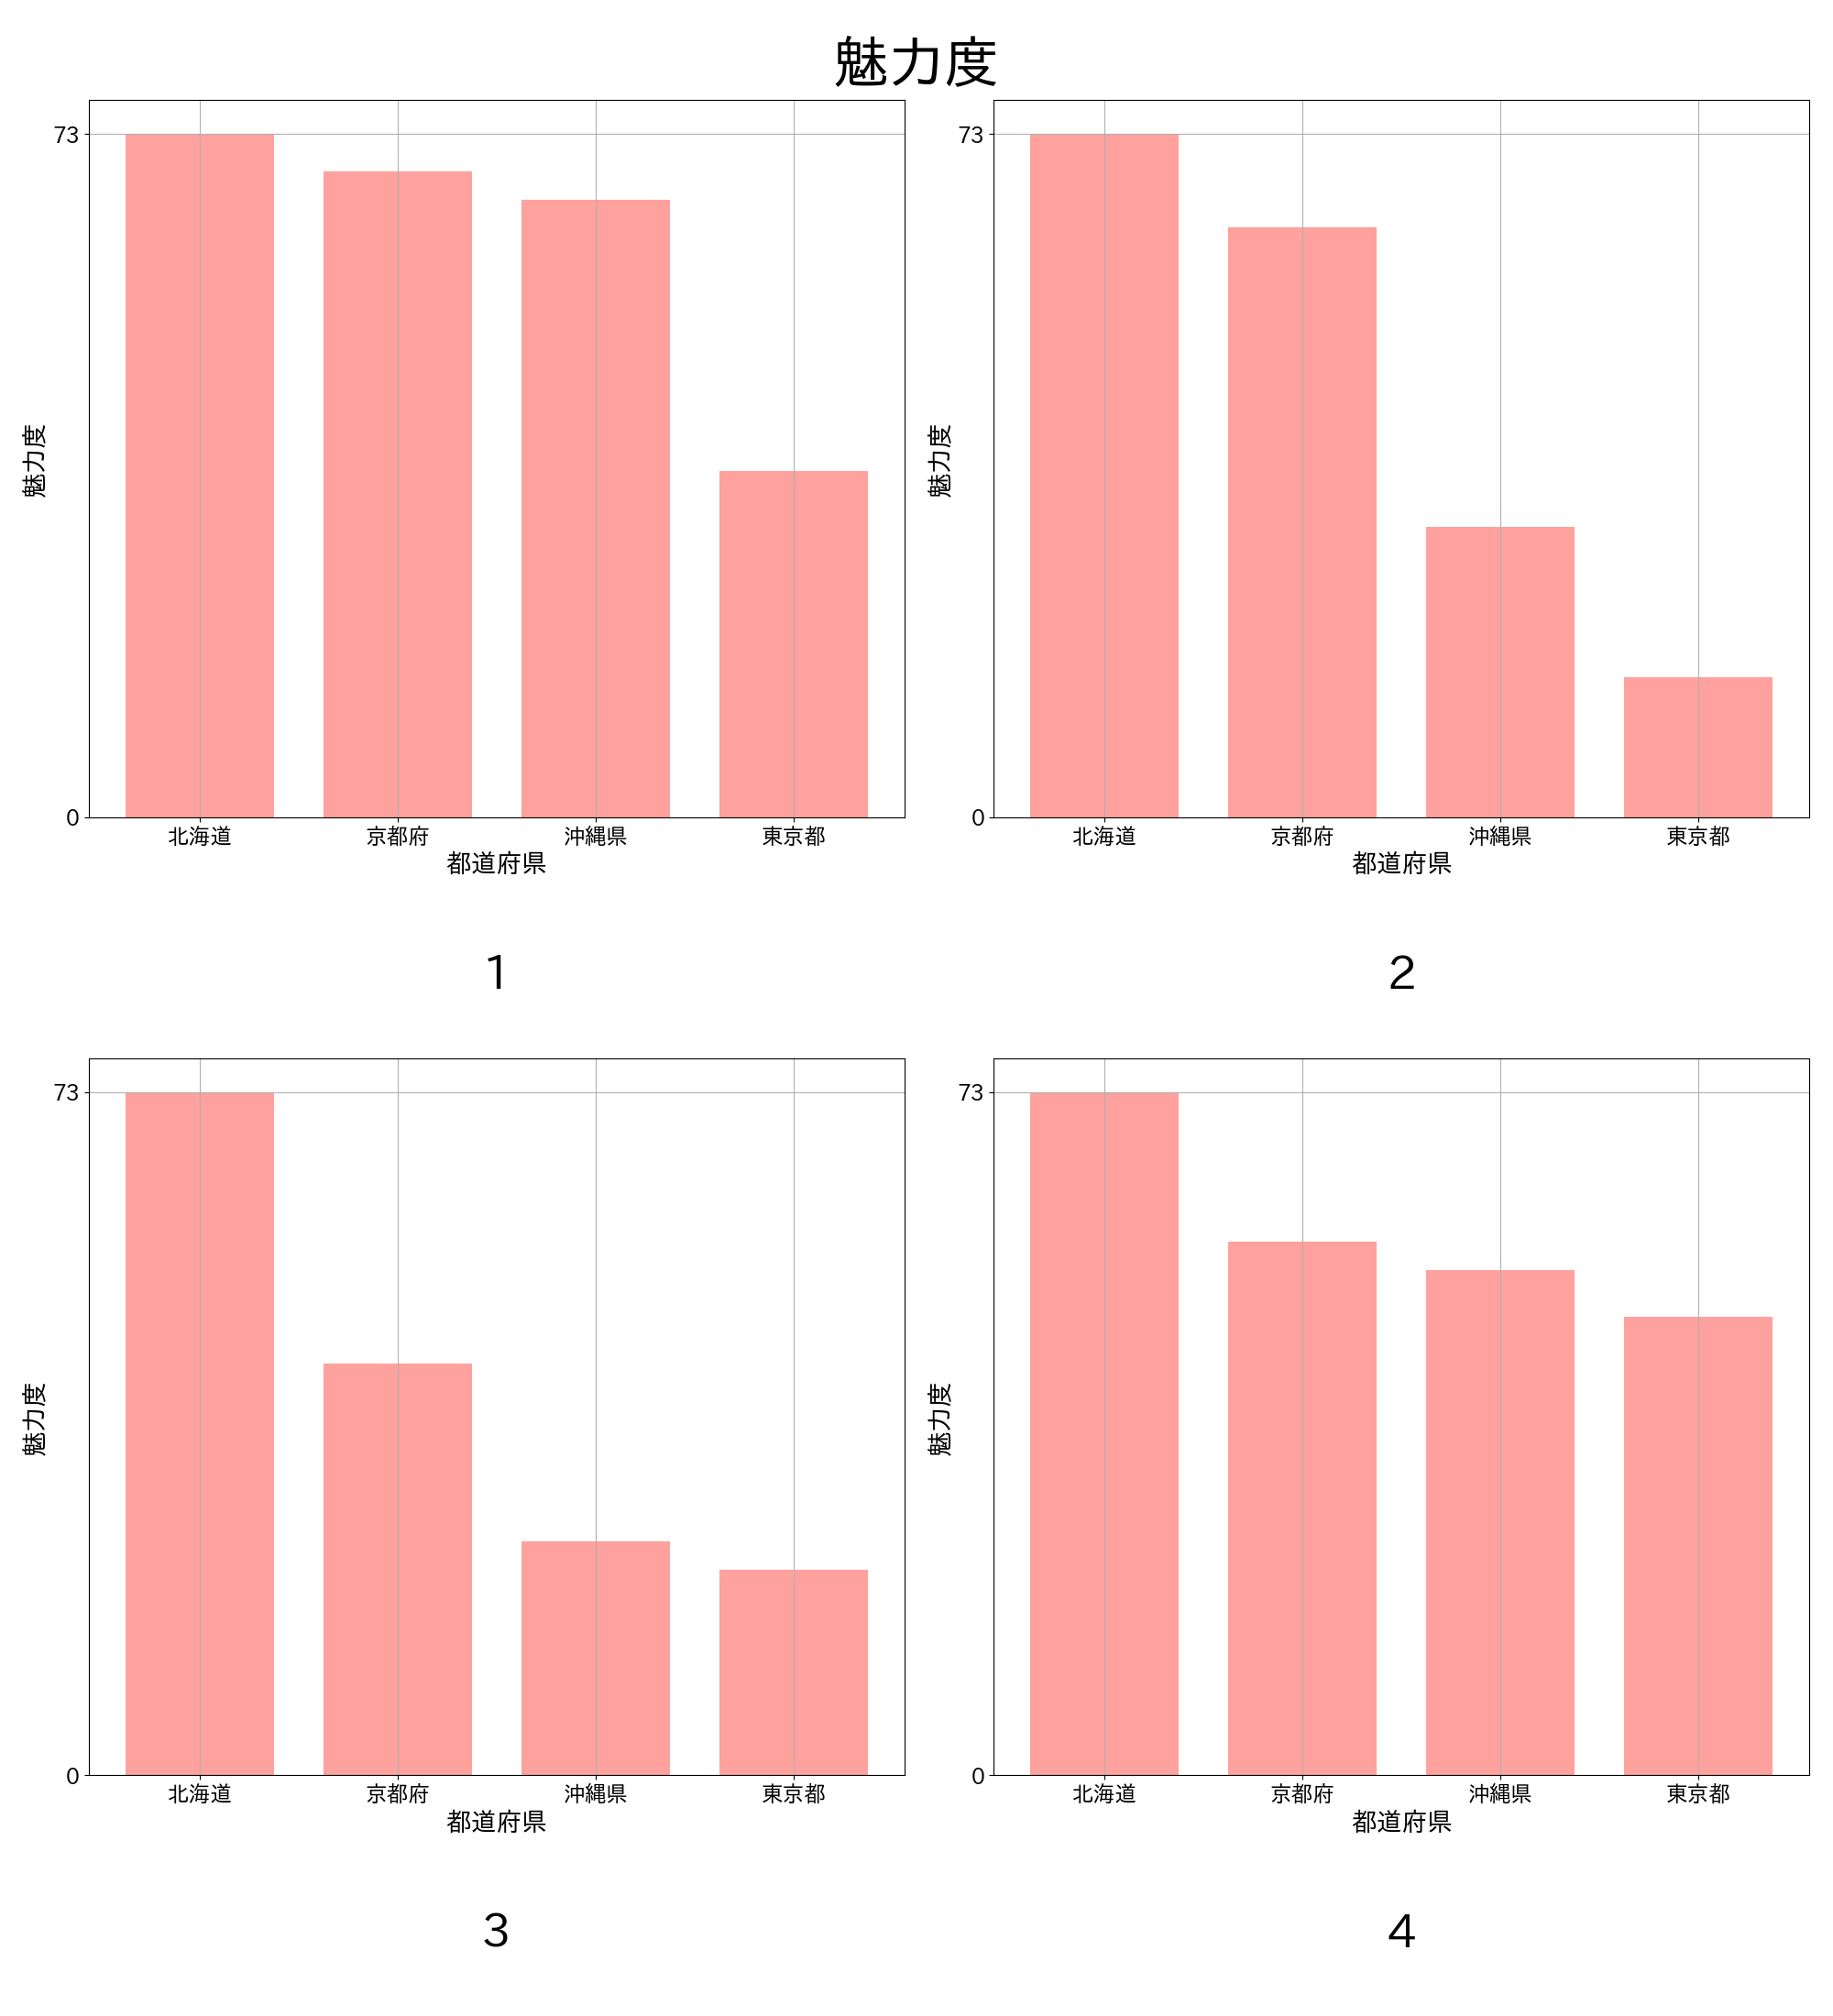 魅力度
73
0
魅力度
北海道 京都府 沖縄県 東京都
都道府県
1
73
0
魅力度
北海道 京都府 沖縄県 東京都
都道府県
2
73
0
魅力度
北海道 京都府 沖縄県 東京都
都道府県
3
73
0
魅力度
北海道 京都府 沖縄県 東京都
都道府県
4